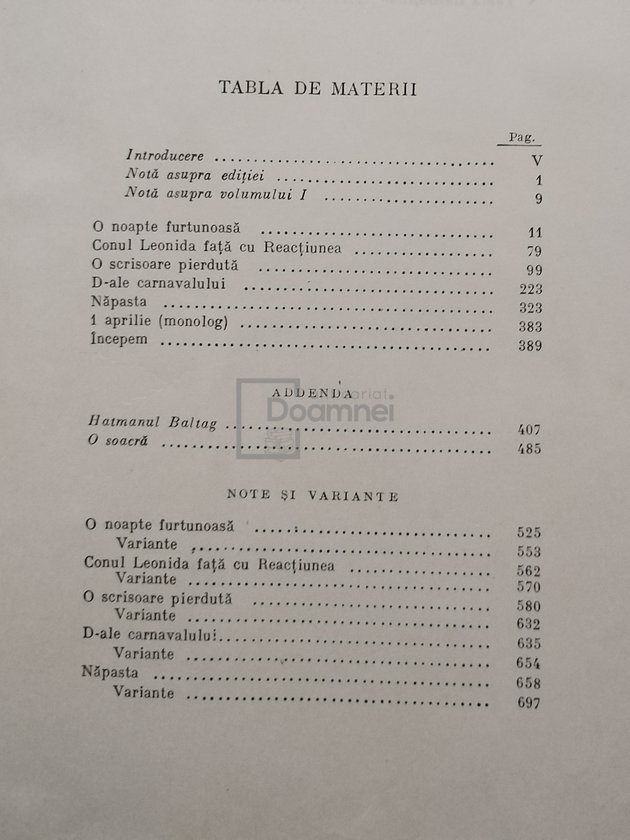 TABLA DE MATERII
Pag.
Introducere ........ V
Notă asupra ediției ........ 1
Notă asupra volumului I ........ 9
O noapte furtunoasă ........ 11
Conul Leonida față cu Reacțiunea ........ 79
O scrisoare pierdută ........ 99
D-ale carnavalului ........ 223
Năpasta ........ 323
1 aprilie (monolog) ........ 383
Începem ........ 389
ADDENDA
Hatmanul Baltag ........ 407
O soacră ........ 485
NOTE ȘI VARIANTE
O noapte furtunoasă ........ 525
Variante ........ 553
Conul Leonida față cu Reacțiunea ........ 562
Variante ........ 570
O scrisoare pierdută ........ 580
Variante ........ 632
D-ale carnavalului ........ 635
Variante ........ 654
Năpasta ........ 658
Variante ........ 697
Doamnei